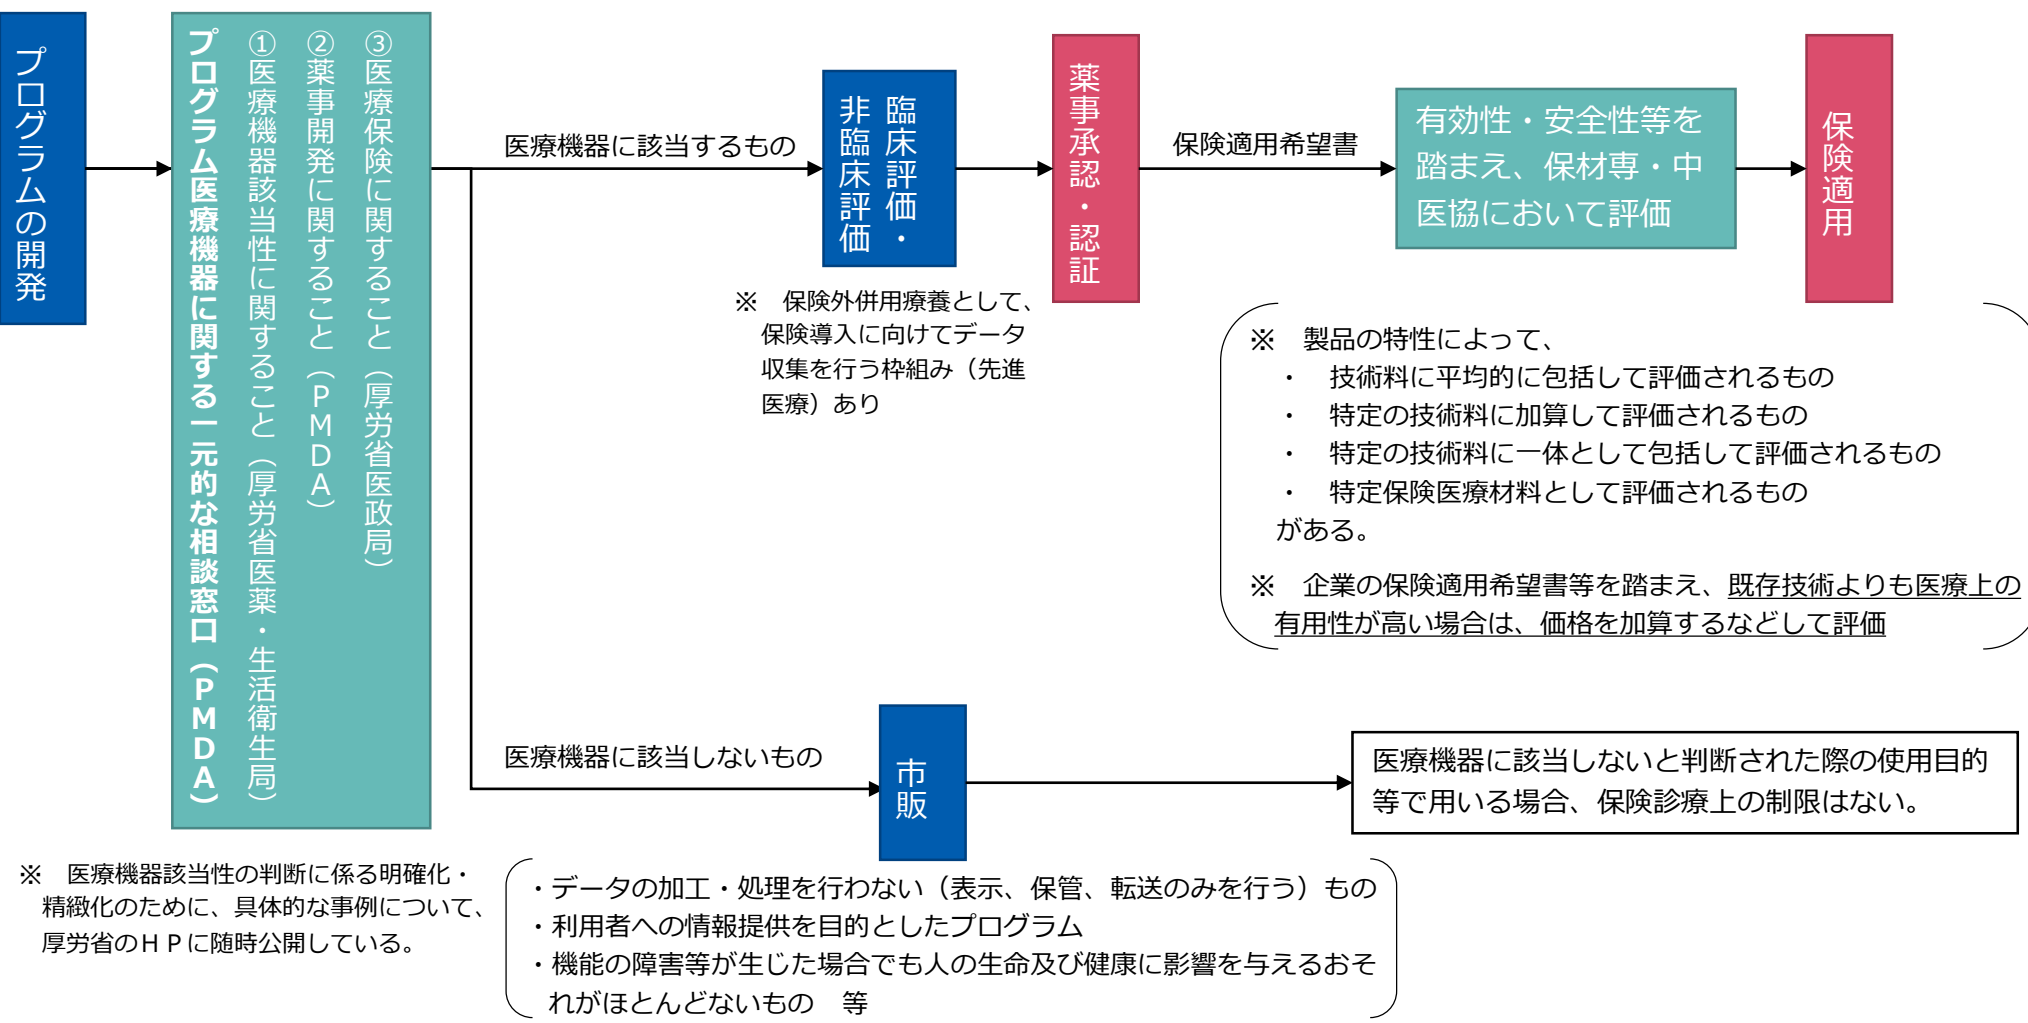 プログラムの開発
プログラム医療機器に関する一元的な相談窓口（ＰＭＤＡ）
①医療機器該当性に関すること（厚労省医薬・生活衛生局）
②薬事開発に関すること（ＰＭＤＡ）
③医療保険に関すること（厚労省医政局）
医療機器に該当するもの
臨床評価・
非臨床評価
※　保険外併用療養として、
保険導入に向けてデータ
収集を行う枠組み（先進
医療）あり
薬事承認・認証
保険適用希望書
有効性・安全性等を
踏まえ、保材専・中
医協において評価
保険適用
※　製品の特性によって、
・　技術料に平均的に包括して評価されるもの
・　特定の技術料に加算して評価されるもの
・　特定の技術料に一体として包括して評価されるもの
・　特定保険医療材料として評価されるもの
がある。
※　企業の保険適用希望書等を踏まえ、既存技術よりも医療上の
有用性が高い場合は、価格を加算するなどして評価
医療機器に該当しないもの
市販
医療機器に該当しないと判断された際の使用目的
等で用いる場合、保険診療上の制限はない。
※　医療機器該当性の判断に係る明確化・
精緻化のために、具体的な事例について、
厚労省のＨＰに随時公開している。
・データの加工・処理を行わない（表示、保管、転送のみを行う）もの
・利用者への情報提供を目的としたプログラム
・機能の障害等が生じた場合でも人の生命及び健康に影響を与えるおそ
れがほとんどないもの　等